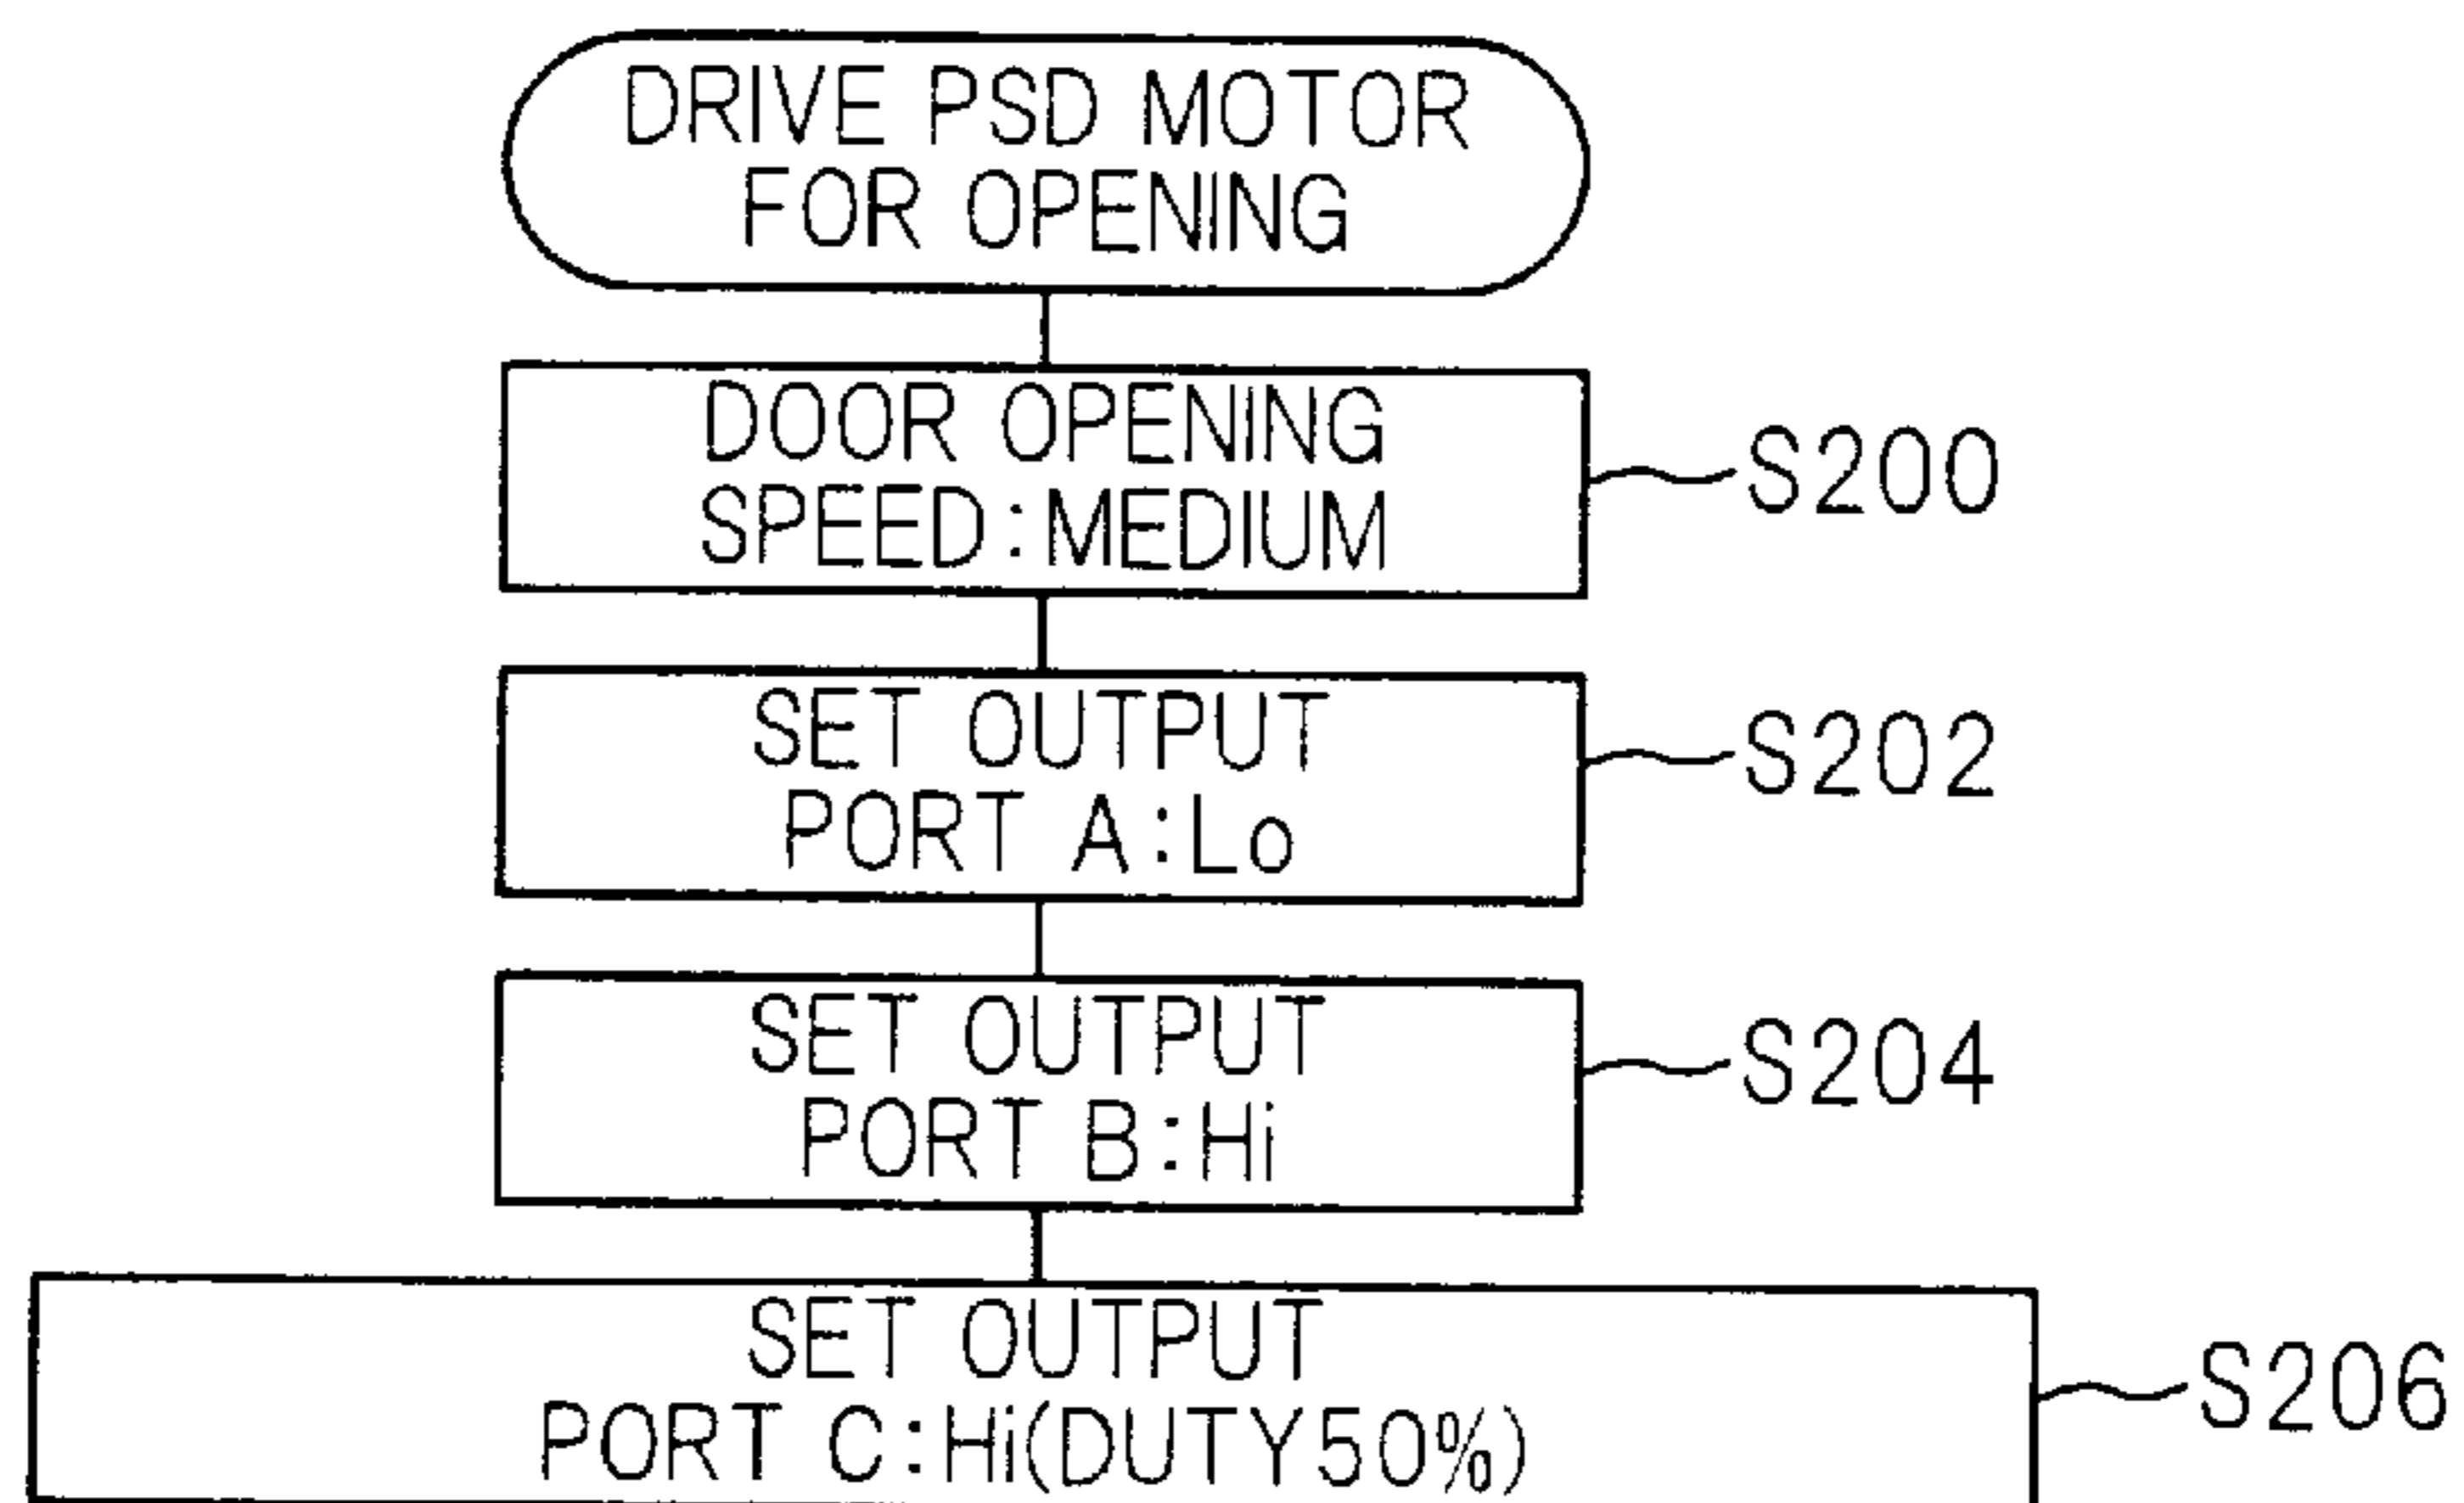 DRIVE PSD MOTOR
FOR OPENING
DOOR OPENING
SPEED:MEDIUM
S200
SET OUTPUT
PORT A:Lo
S202
SET OUTPUT
PORT B:Hi
S204
SET OUTPUT
PORT C:Hi(DUTY50%)
S206